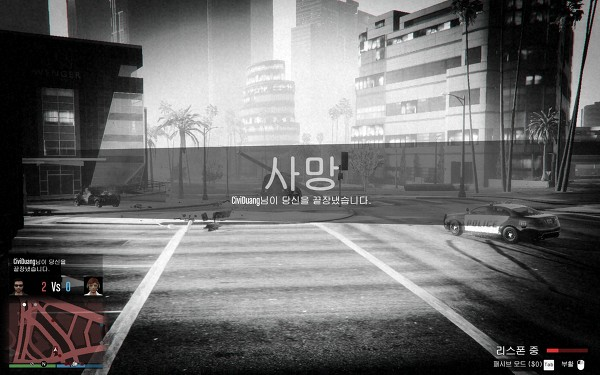 사망
CiviDuang님이 당신을 끝장냈습니다.
POLICE
CiviDuang님이 당신을
끝장냈습니다.
2 Vs 0
N
리스폰 중
패시브 모드 ($0) Tab 부활